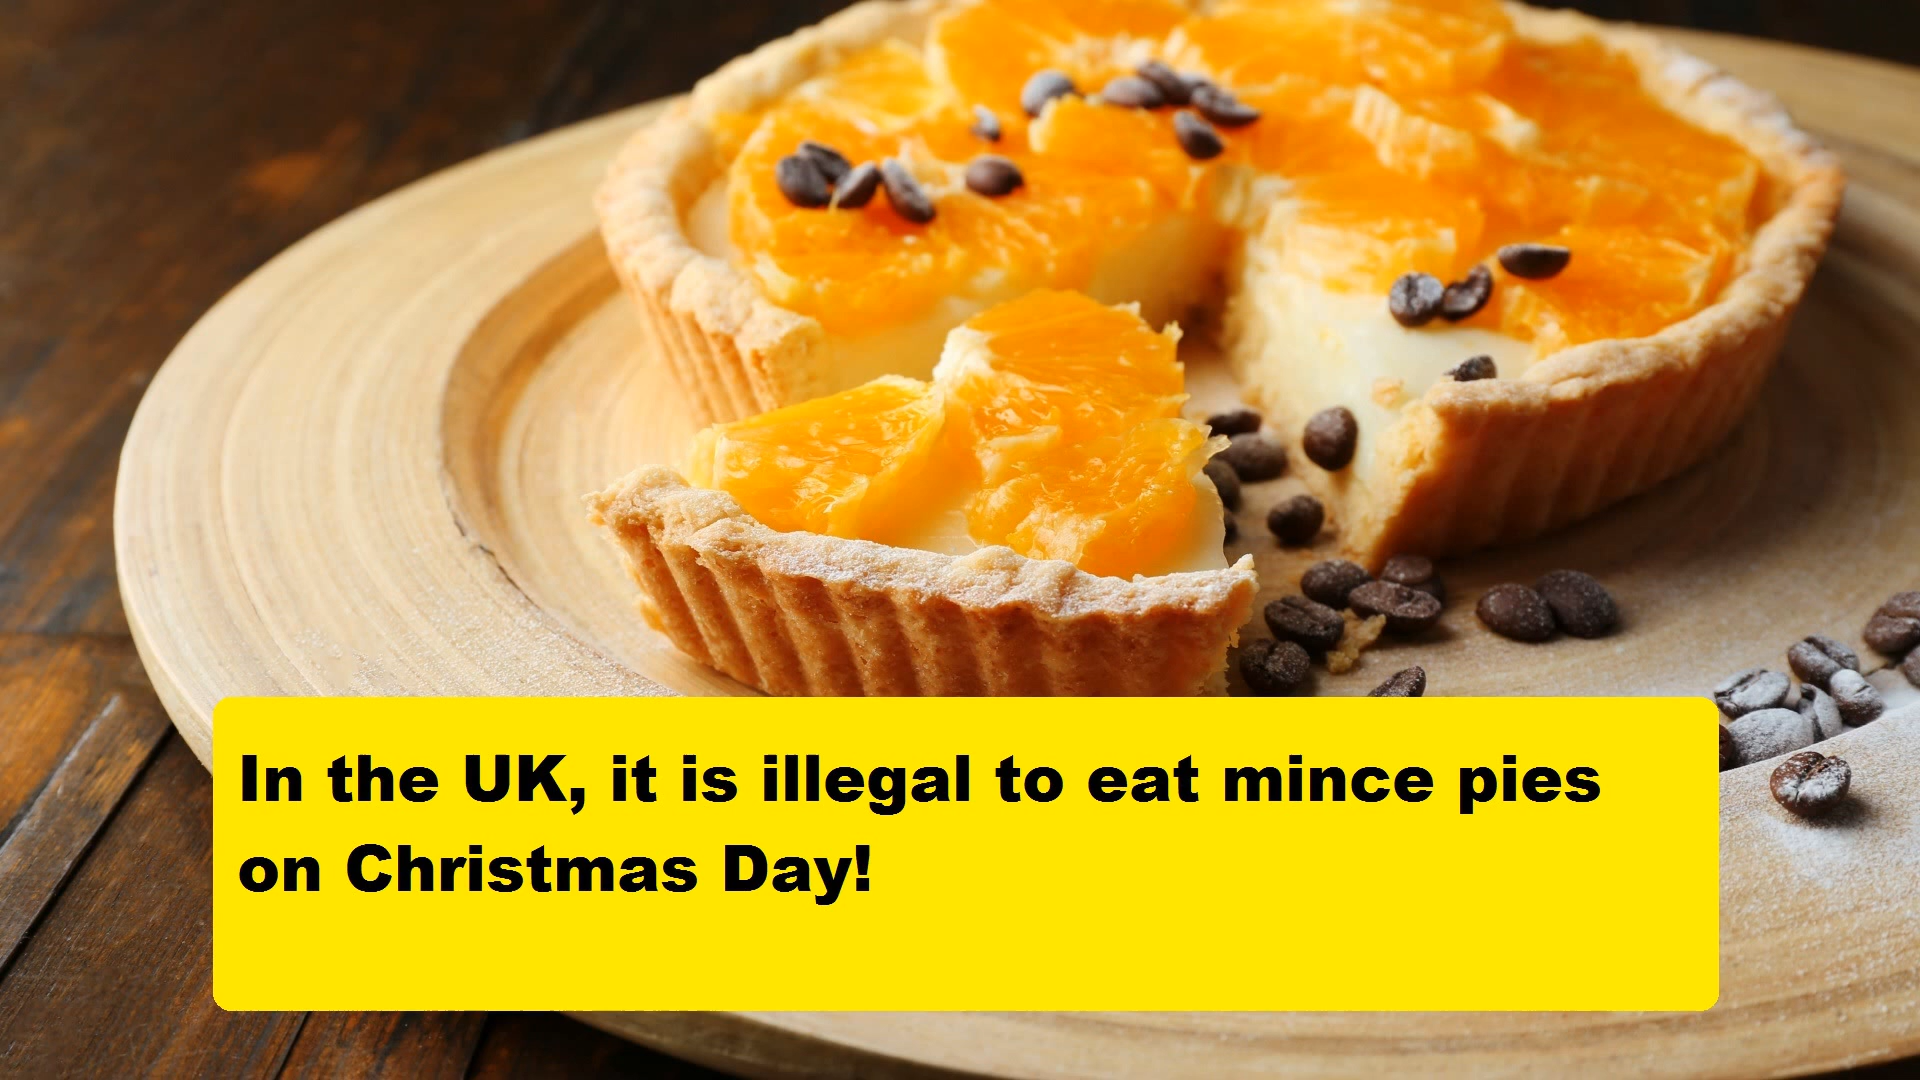 In the UK, it is illegal to eat mince pies
on Christmas Day!